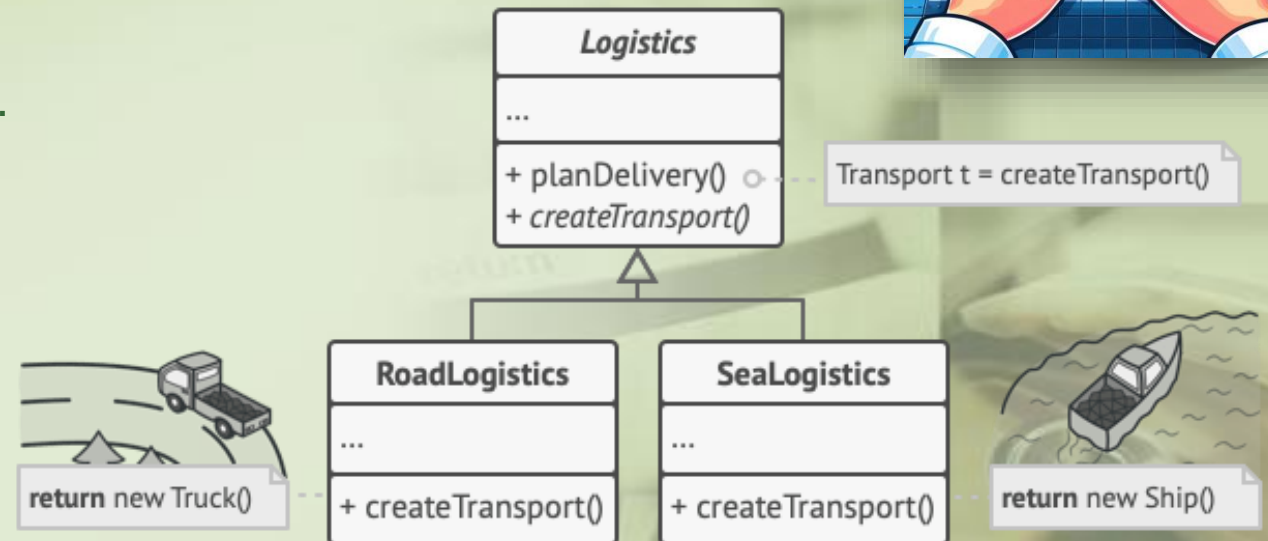 Logistics
...
+ planDelivery()
Transport t = createTransport()
+ createTransport()
RoadLogistics
SeaLogistics
...
...
return new Truck()
+ createTransport()
+ createTransport()
return new Ship()